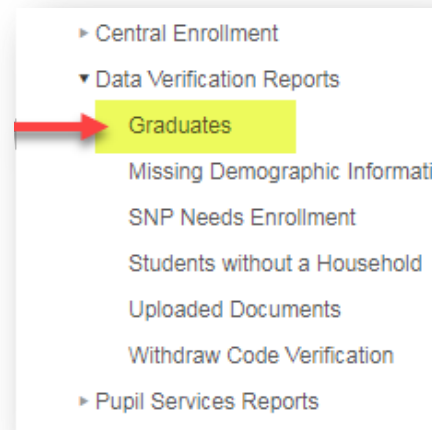 Central Enrollment
Data Verification Reports
Graduates
Missing Demographic Informati
SNP Needs Enrollment
Students without a Household
Uploaded Documents
Withdraw Code Verification
Pupil Services Reports